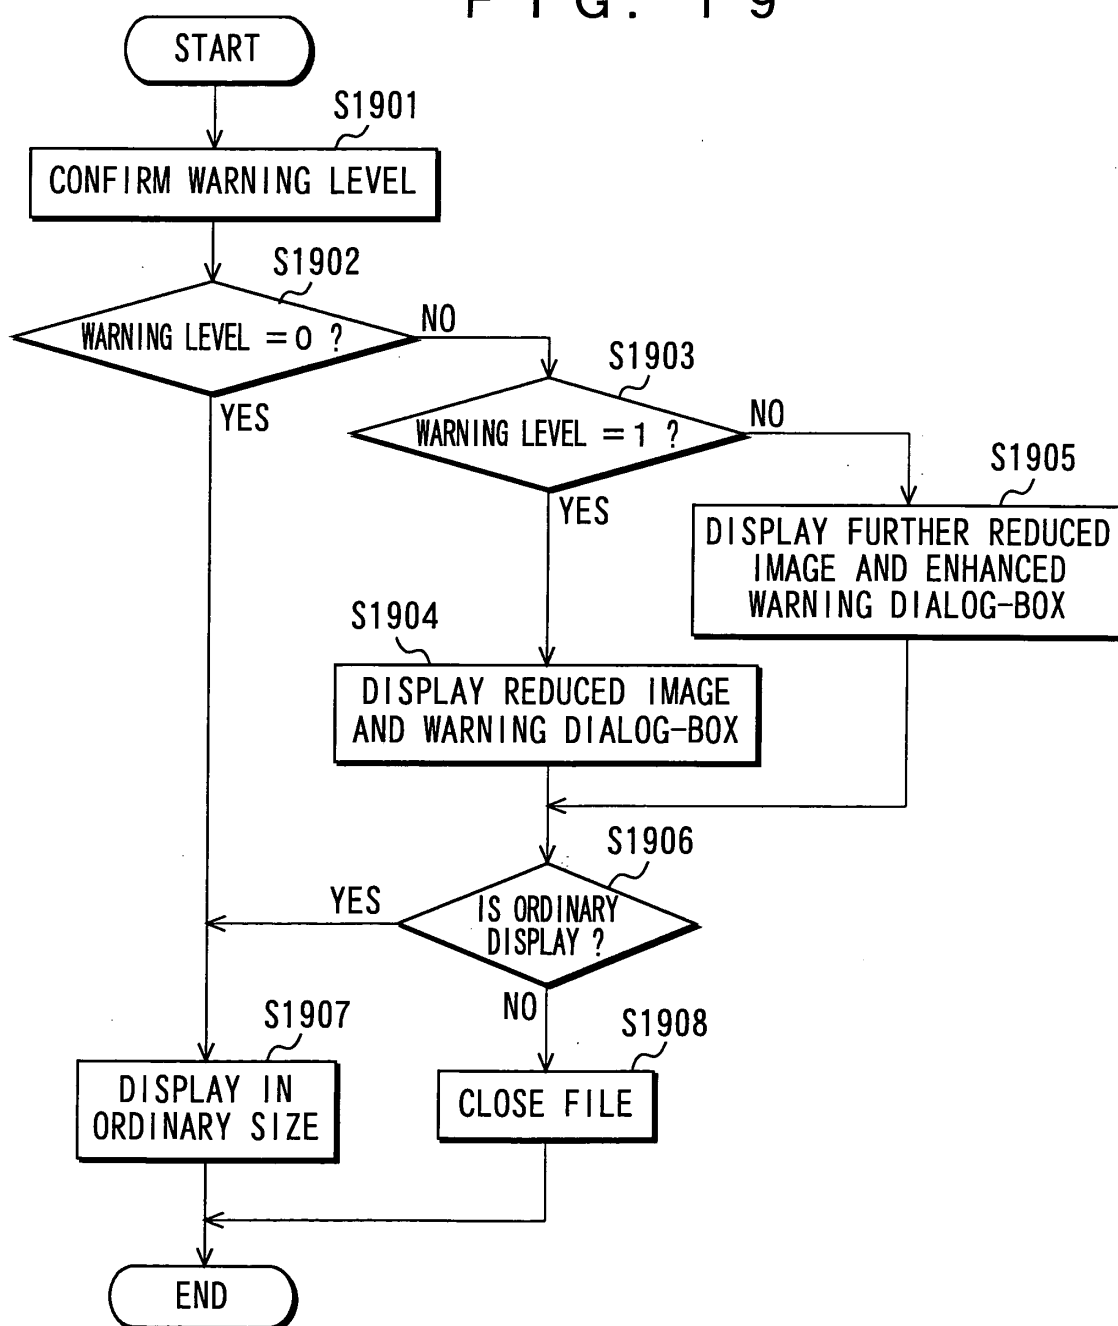 FIG. 19
START
S1901
CONFIRM WARNING LEVEL
S1902
WARNING LEVEL = 0 ?
NO
YES
S1903
WARNING LEVEL = 1 ?
NO
YES
S1905
DISPLAY FURTHER REDUCED
IMAGE AND ENHANCED
WARNING DIALOG-BOX
S1904
DISPLAY REDUCED IMAGE
AND WARNING DIALOG-BOX
S1906
IS ORDINARY
DISPLAY ?
YES
NO
S1907
DISPLAY IN
ORDINARY SIZE
S1908
CLOSE FILE
END